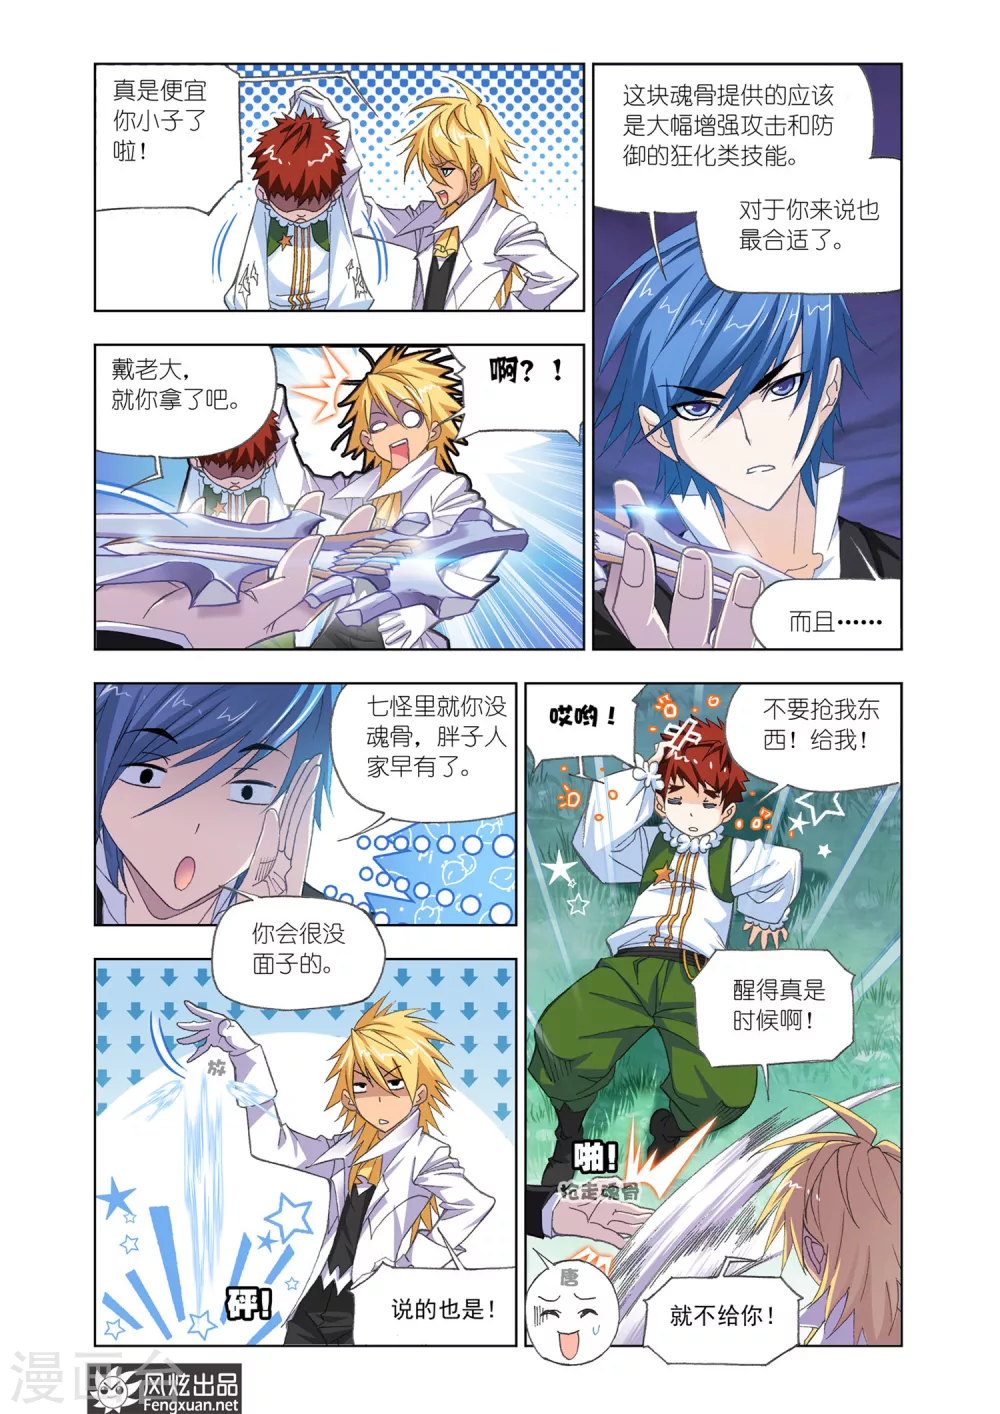 真是便宜
你小子了
啦！
这块魂骨提供的应该
是大幅增强攻击和防
御的狂化类技能。
对于你来说也
最合适了。
戴老大，
就你拿了吧。
啊？！
而且……
七怪里就你没
魂骨，胖子人
家早有了。
你会很没
面子的。
放
砰!
说的也是！
哎哟！
不要抢我东
西！给我！
醒得真是
时候啊！
啪!
抢走魂骨
唐
就不给你！
漫画台
风炫出品
Fengxuan.net